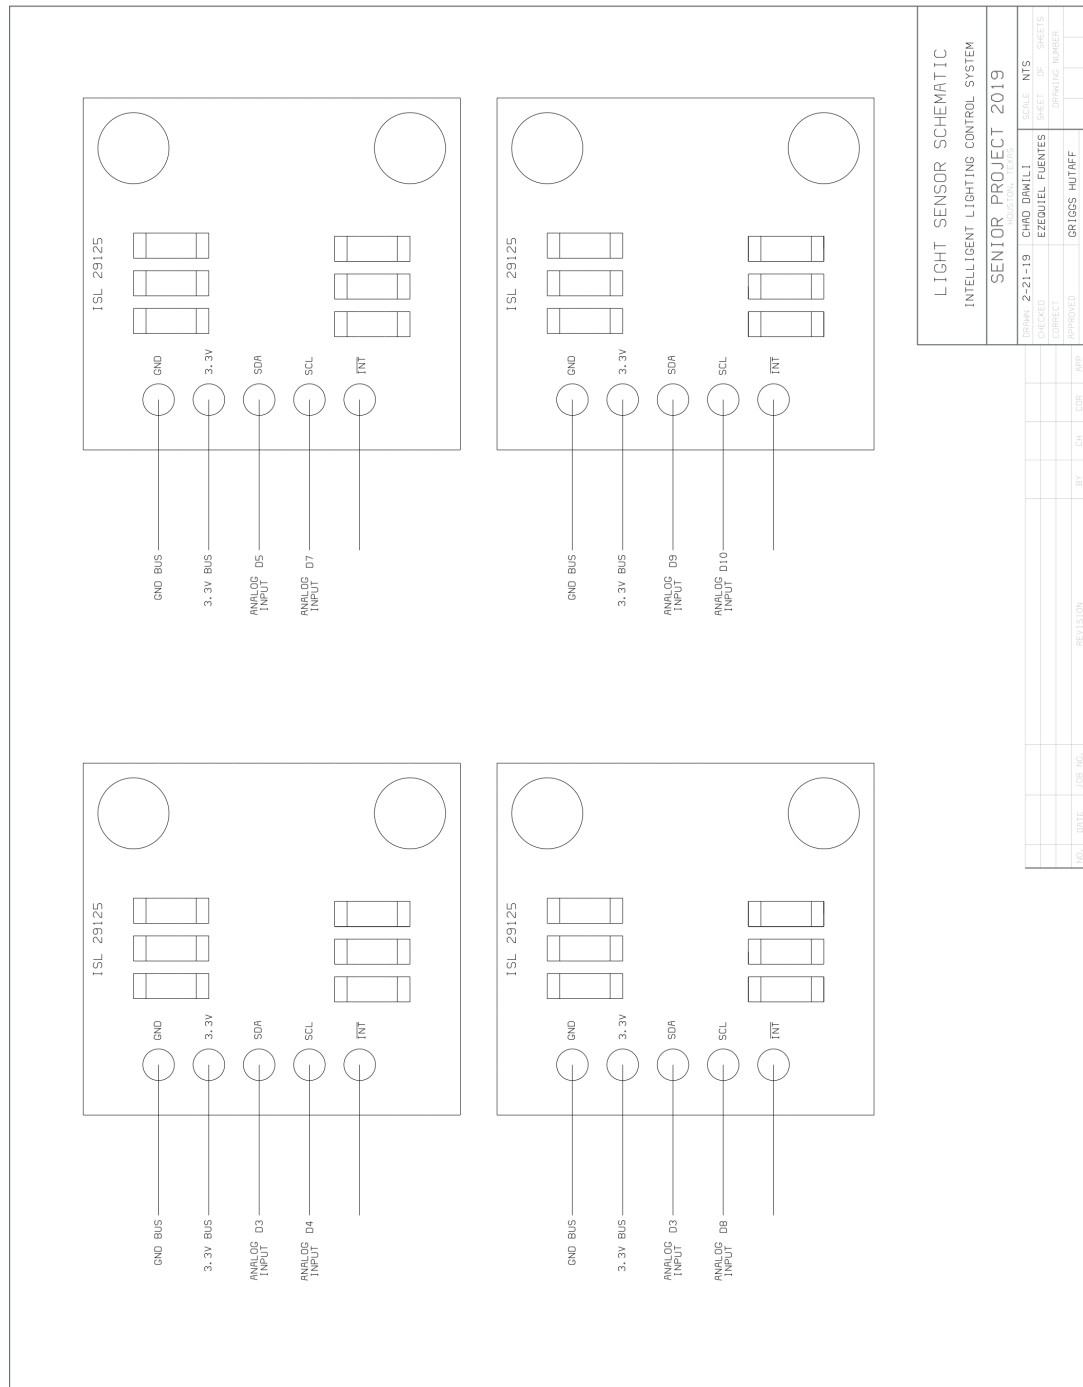 LIGHT SENSOR SCHEMATIC
INTELLIGENT LIGHTING CONTROL SYSTEM
SENIOR PROJECT 2019
HOUSTON, TEXAS
DRAWN 2-21-19 CHAD DAWILI SCALE NTS
CHECKED EZEQUIEL FUENTES SHEET OF SHEETS
CORRECT DRAWING NUMBER
APPROVED GRIGGS HUTAFF
NO. DATE JOB NO. REVISION BY CH COR APP
ISL 29125
GND
3.3V
SDA
SCL
INT
GND BUS
3.3V BUS
ANALOG D3
INPUT
ANALOG D4
INPUT
ISL 29125
GND
3.3V
SDA
SCL
INT
GND BUS
3.3V BUS
ANALOG D5
INPUT
ANALOG D7
INPUT
ISL 29125
GND
3.3V
SDA
SCL
INT
GND BUS
3.3V BUS
ANALOG D3
INPUT
ANALOG D8
INPUT
ISL 29125
GND
3.3V
SDA
SCL
INT
GND BUS
3.3V BUS
ANALOG D9
INPUT
ANALOG D10
INPUT